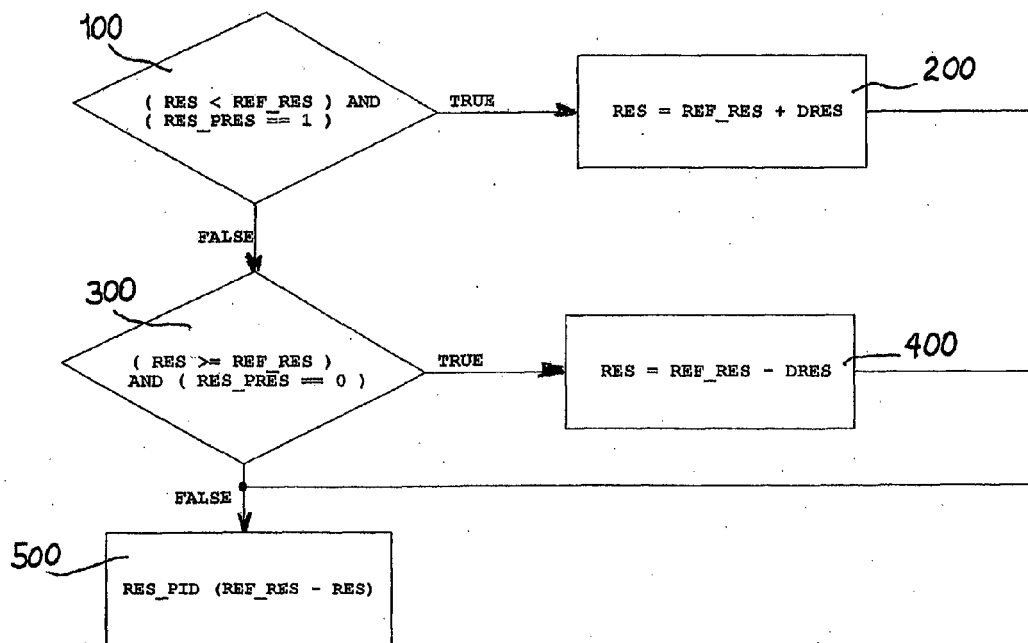 100
( RES < REF_RES ) AND
( RES_PRES == 1 )
TRUE
RES = REF_RES + DRES
200
FALSE
300
( RES >= REF_RES )
AND ( RES_PRES == 0 )
TRUE
RES = REF_RES - DRES
400
FALSE
500
RES_PID (REF_RES - RES)